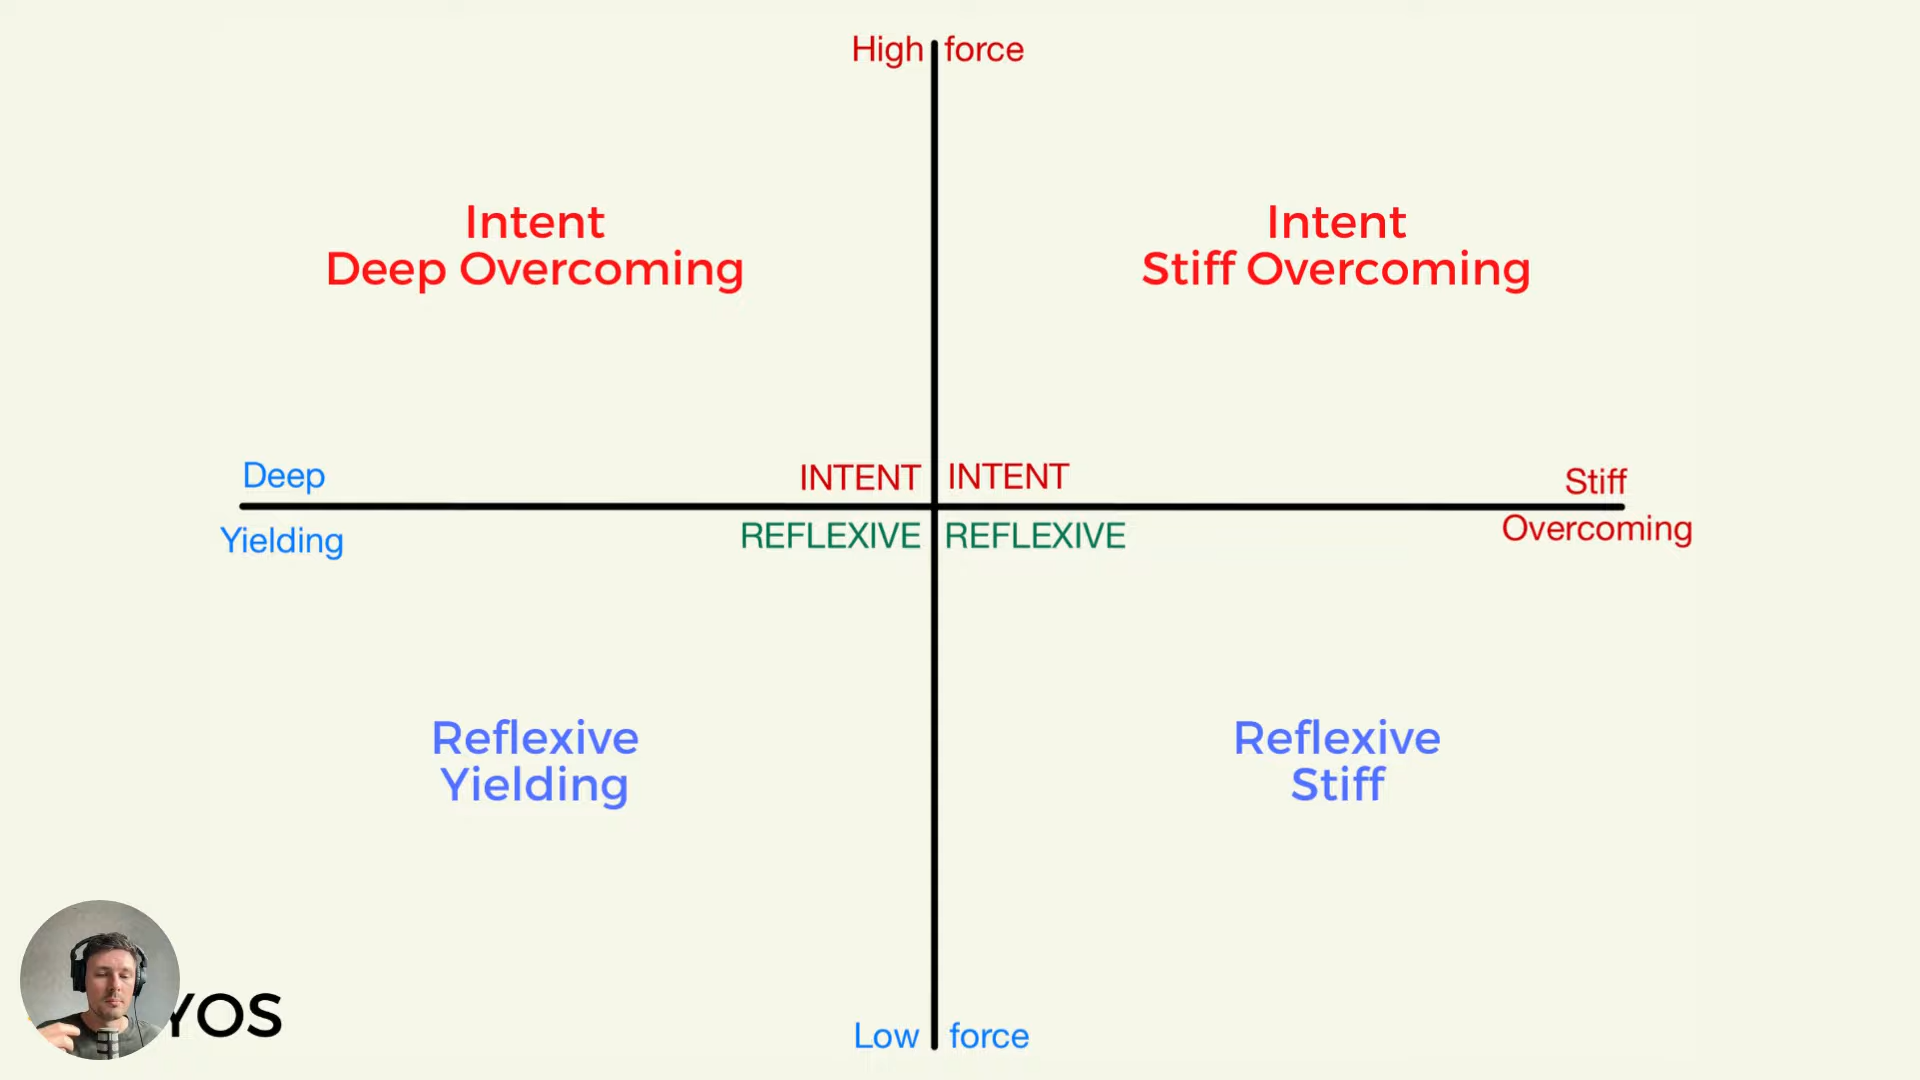 High force
Intent
Deep Overcoming
Intent
Stiff Overcoming
Deep
INTENT INTENT
Stiff
Yielding
REFLEXIVE REFLEXIVE
Overcoming
Reflexive
Yielding
Reflexive
Stiff
YOS
Low force